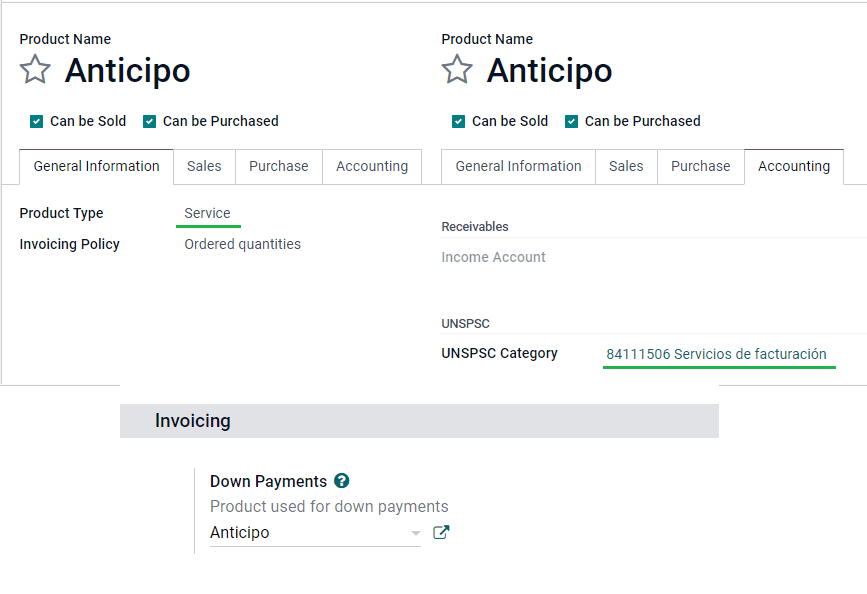 Product Name
Anticipo
Can be Sold Can be Purchased
General Information Sales Purchase Accounting
Product Type Service
Invoicing Policy Ordered quantities
Product Name
Anticipo
Can be Sold Can be Purchased
General Information Sales Purchase Accounting
Receivables
Income Account
UNSPSC
UNSPSC Category 84111506 Servicios de facturación
Invoicing
Down Payments ?
Product used for down payments
Anticipo